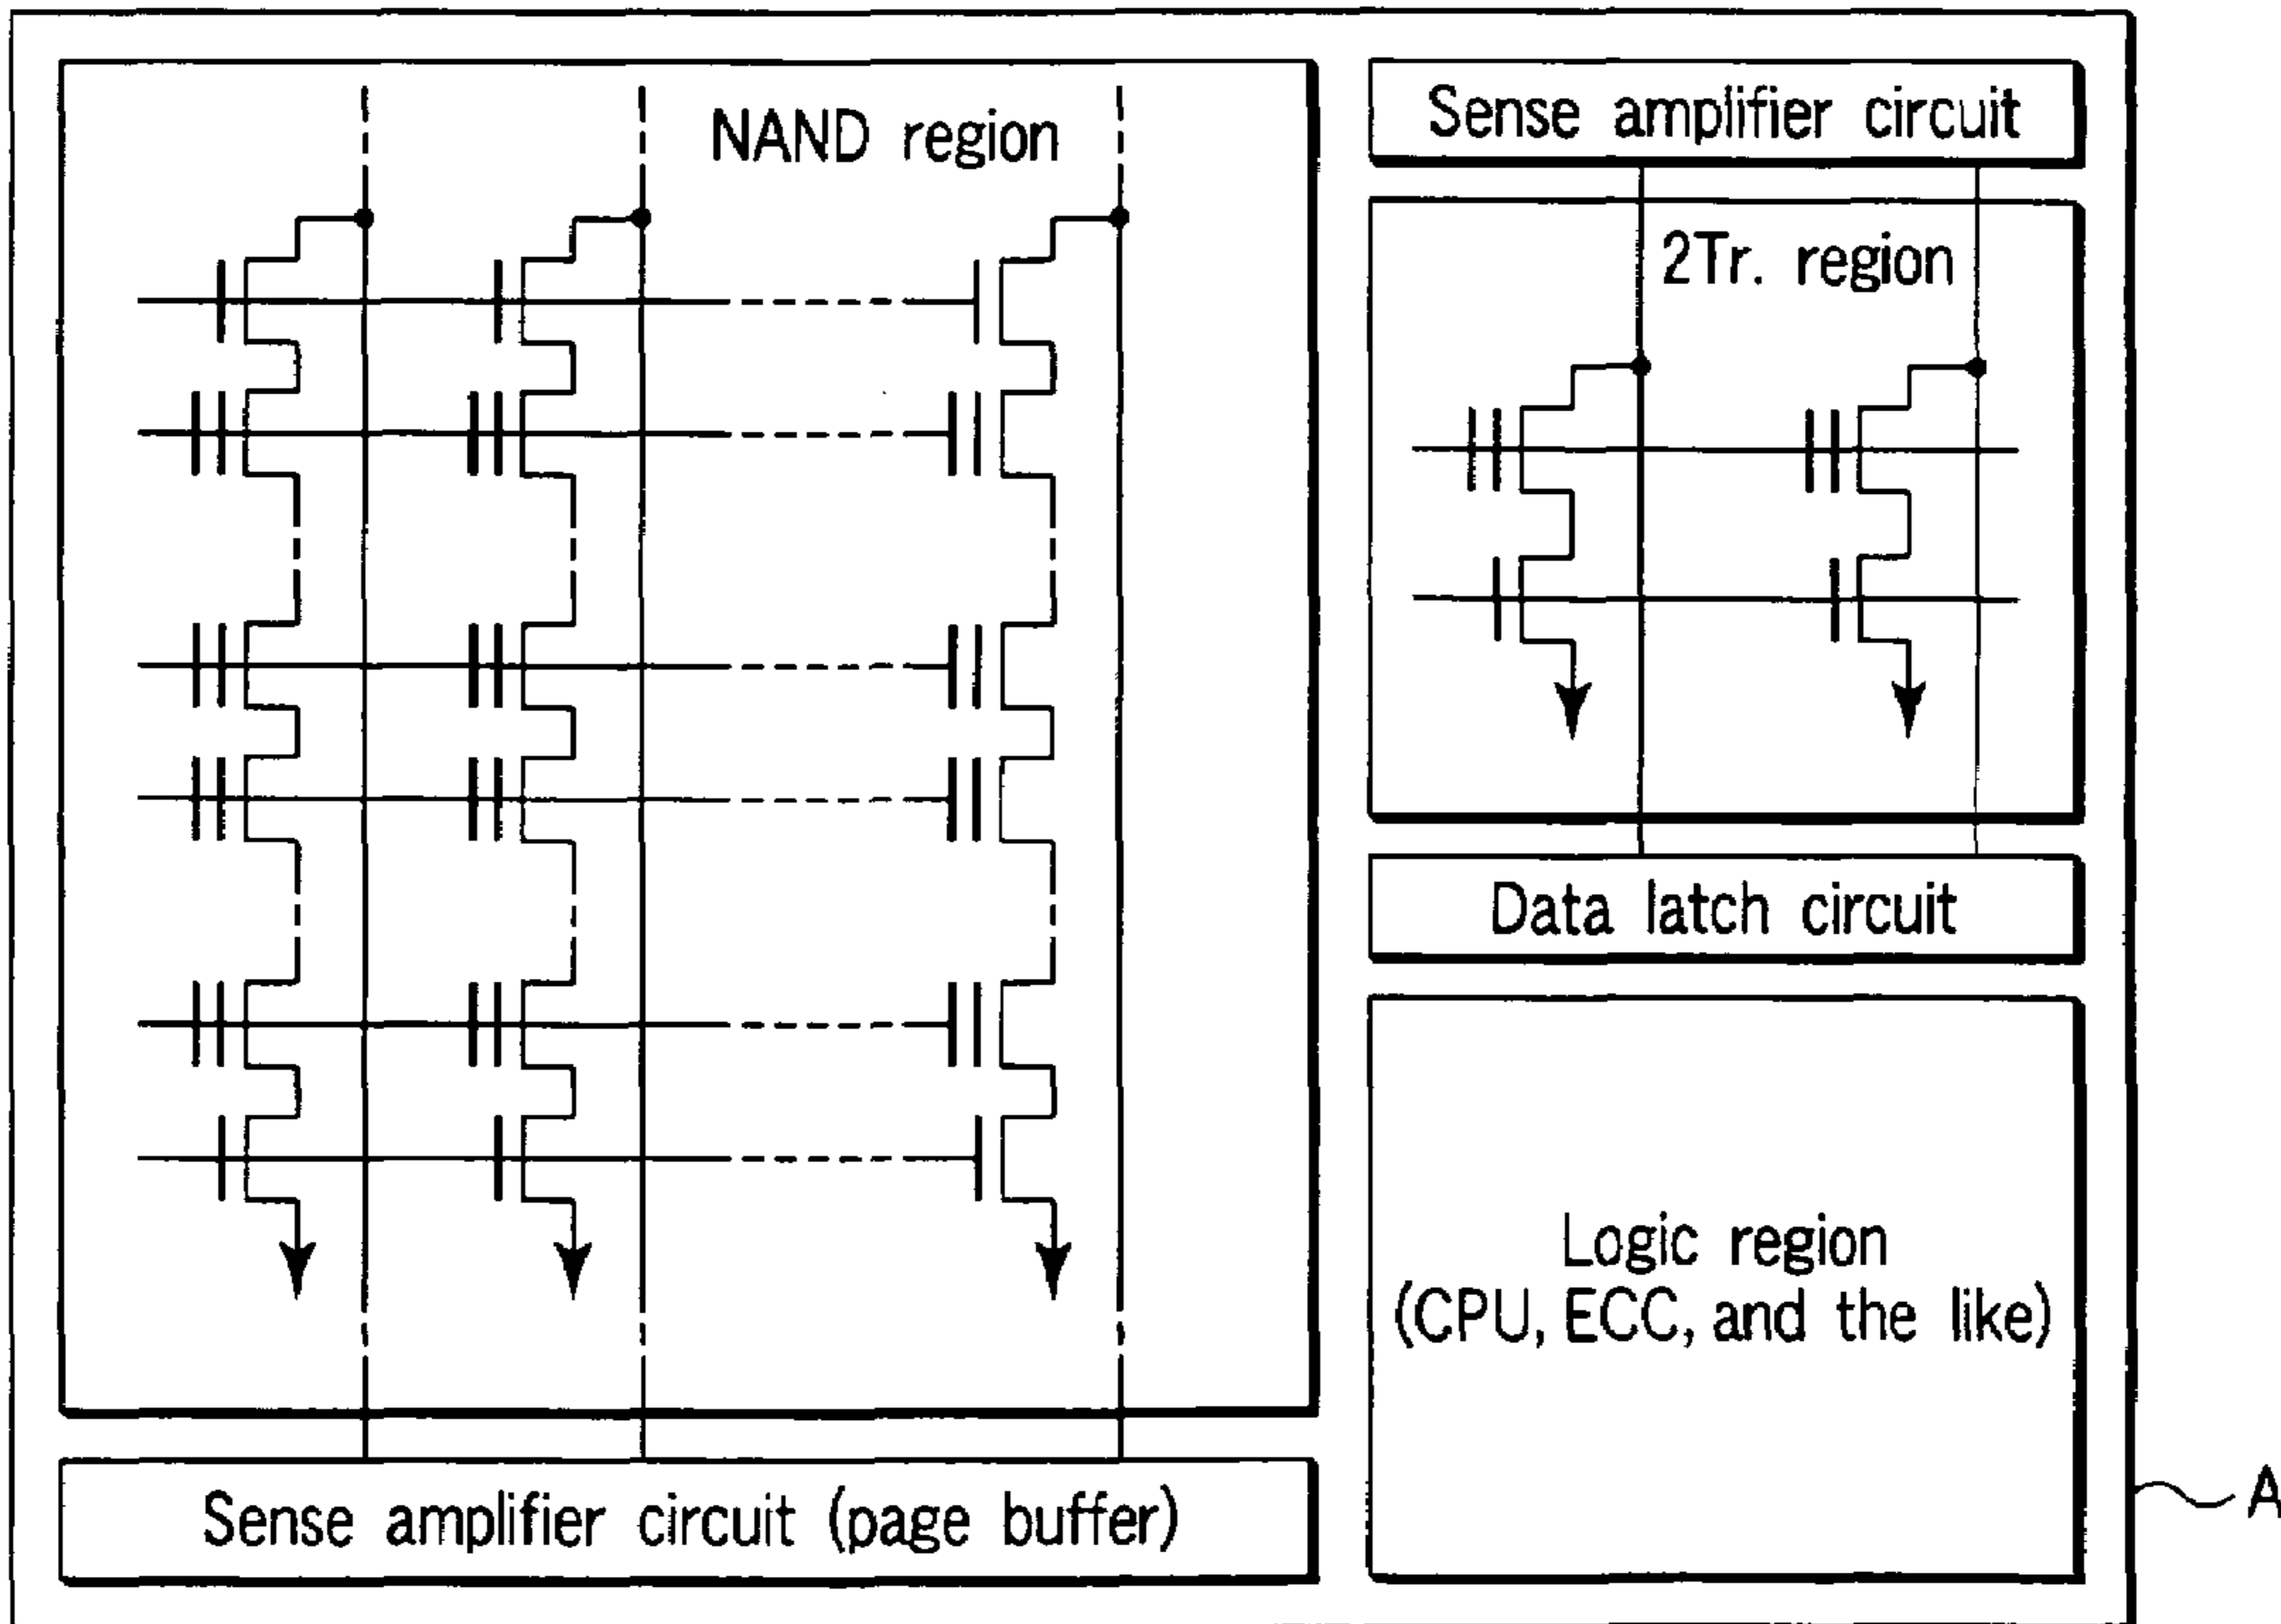 NAND region
Sense amplifier circuit
2Tr. region
Data latch circuit
Logic region
(CPU, ECC, and the like)
Sense amplifier circuit (page buffer)
A